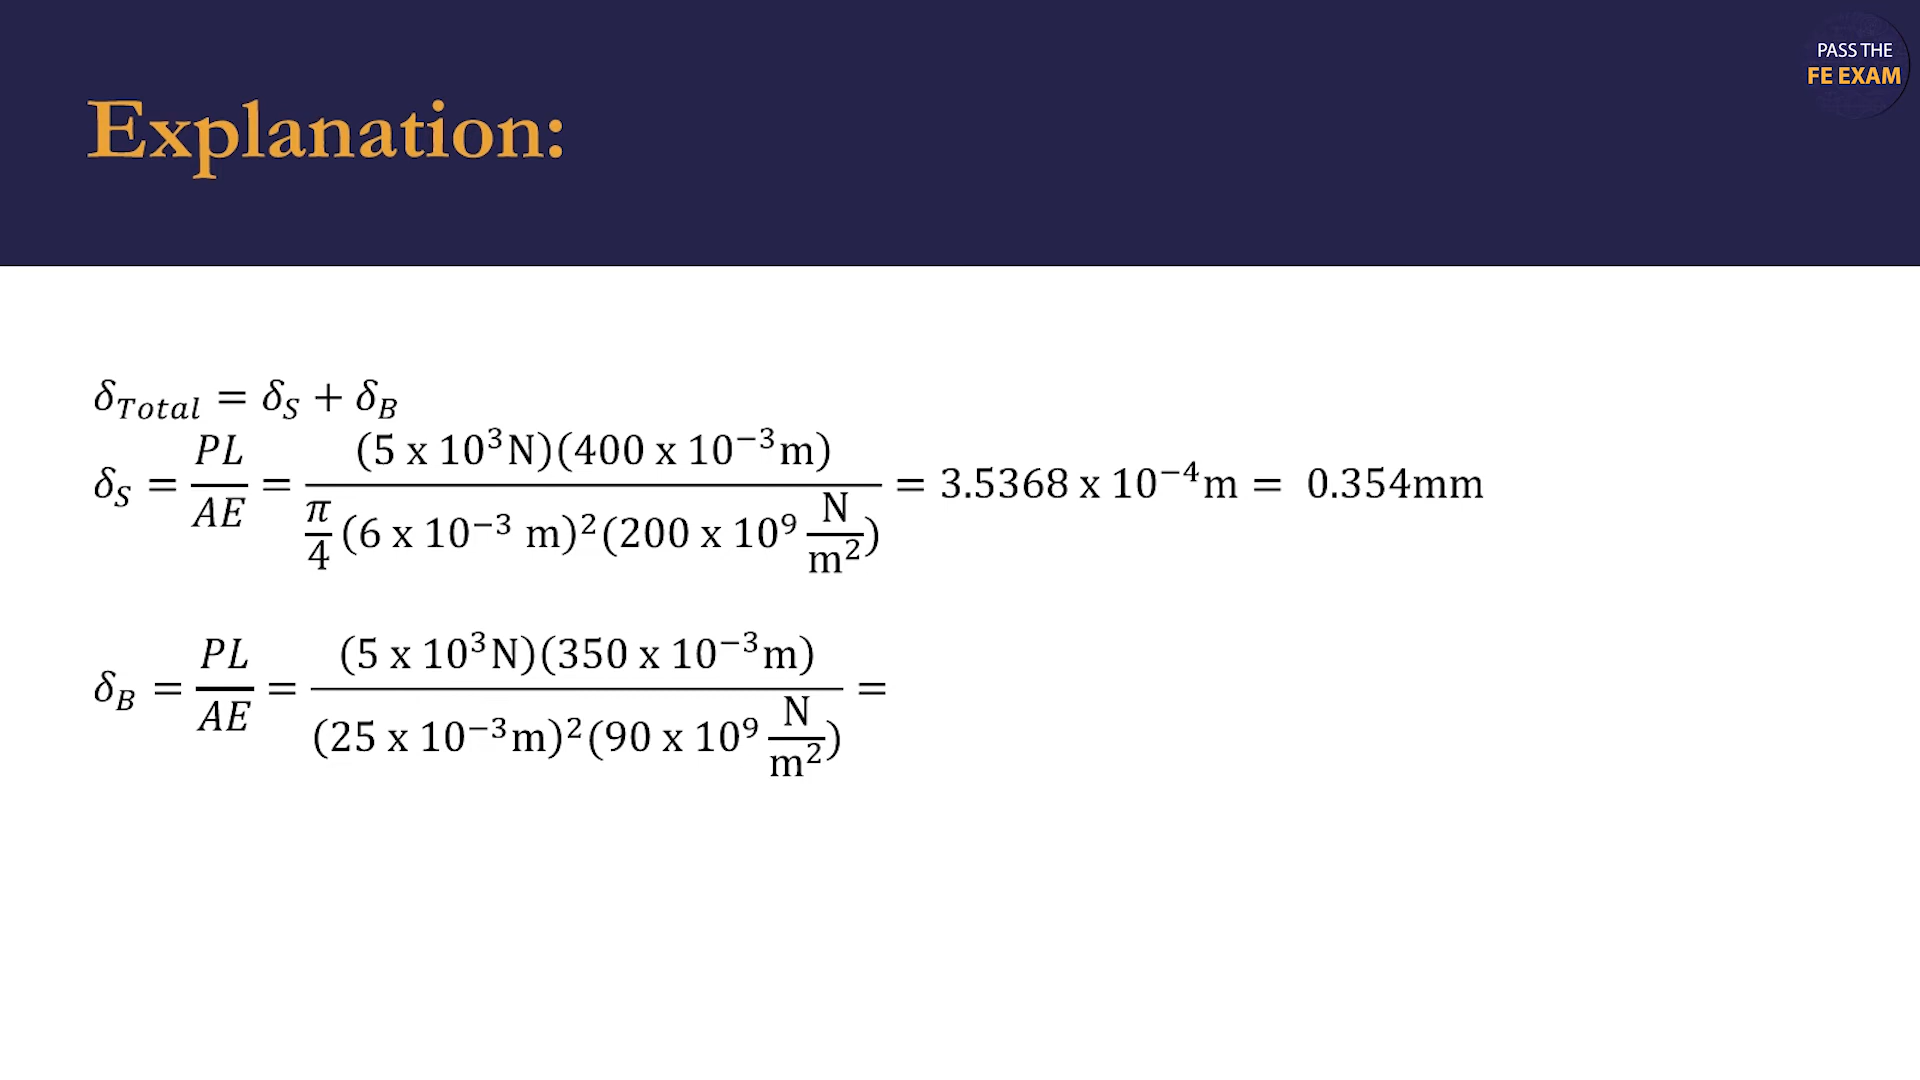 PASS THE
FE EXAM
Explanation:
δ_Total = δ_S + δ_B
δ_S = PL/AE = (5 x 10³N)(400 x 10⁻³m) / (π/4 (6 x 10⁻³ m)²(200 x 10⁹ N/m²)) = 3.5368 x 10⁻⁴m = 0.354mm
δ_B = PL/AE = (5 x 10³N)(350 x 10⁻³m) / ((25 x 10⁻³m)²(90 x 10⁹ N/m²)) =